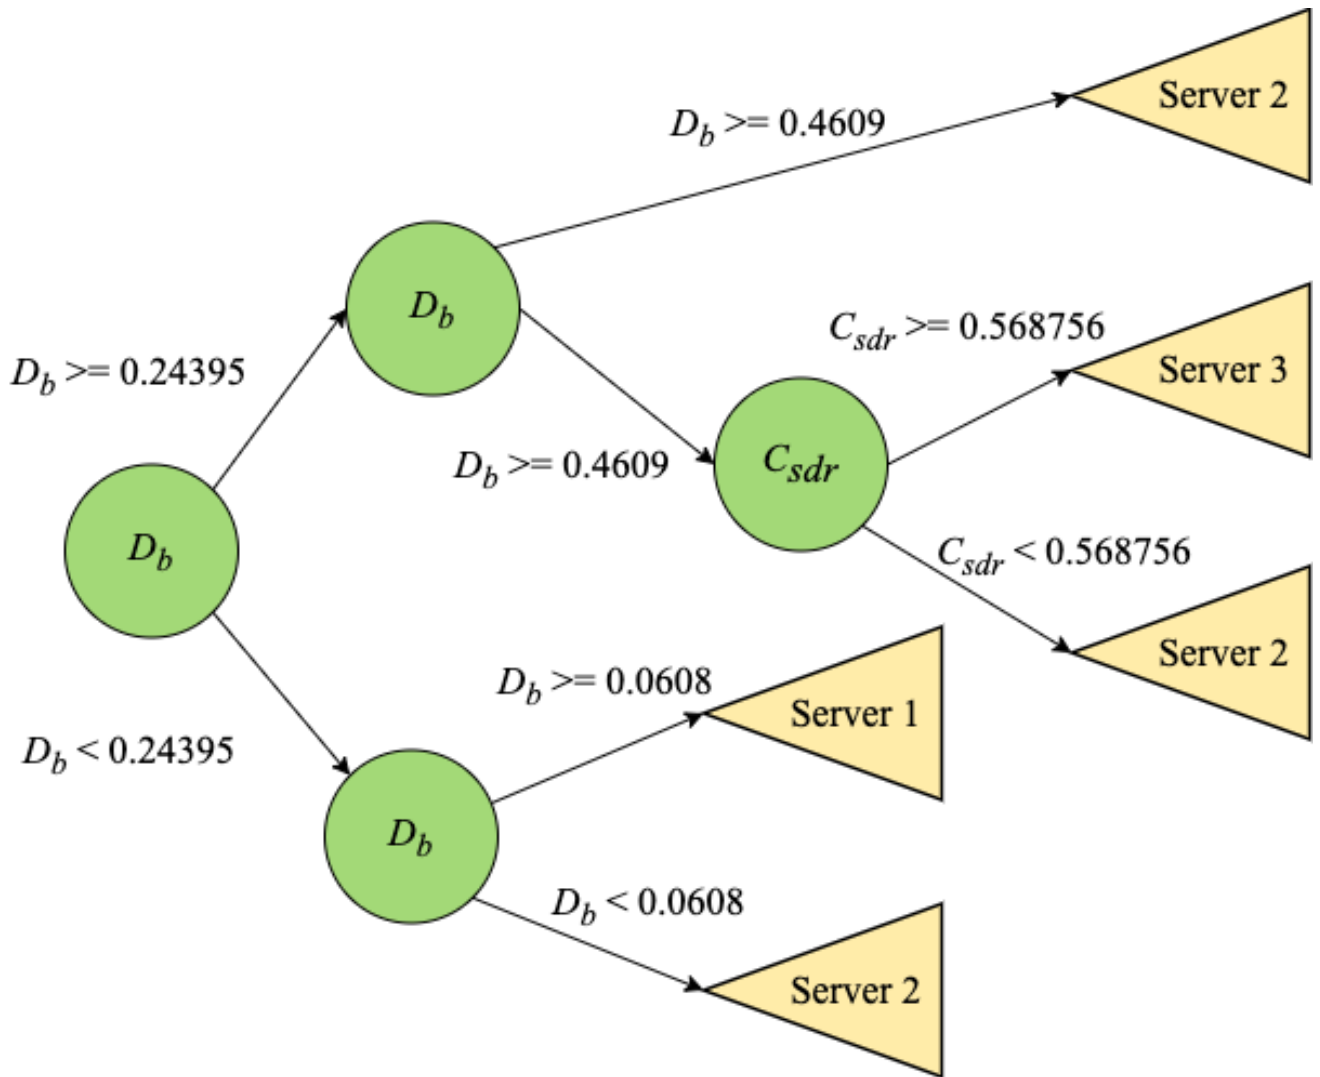 D_b >= 0.4609
Server 2
D_b
C_sdr >= 0.568756
D_b >= 0.24395
Server 3
D_b >= 0.4609
C_sdr
D_b
C_sdr < 0.568756
Server 2
D_b >= 0.0608
Server 1
D_b < 0.24395
D_b
D_b < 0.0608
Server 2